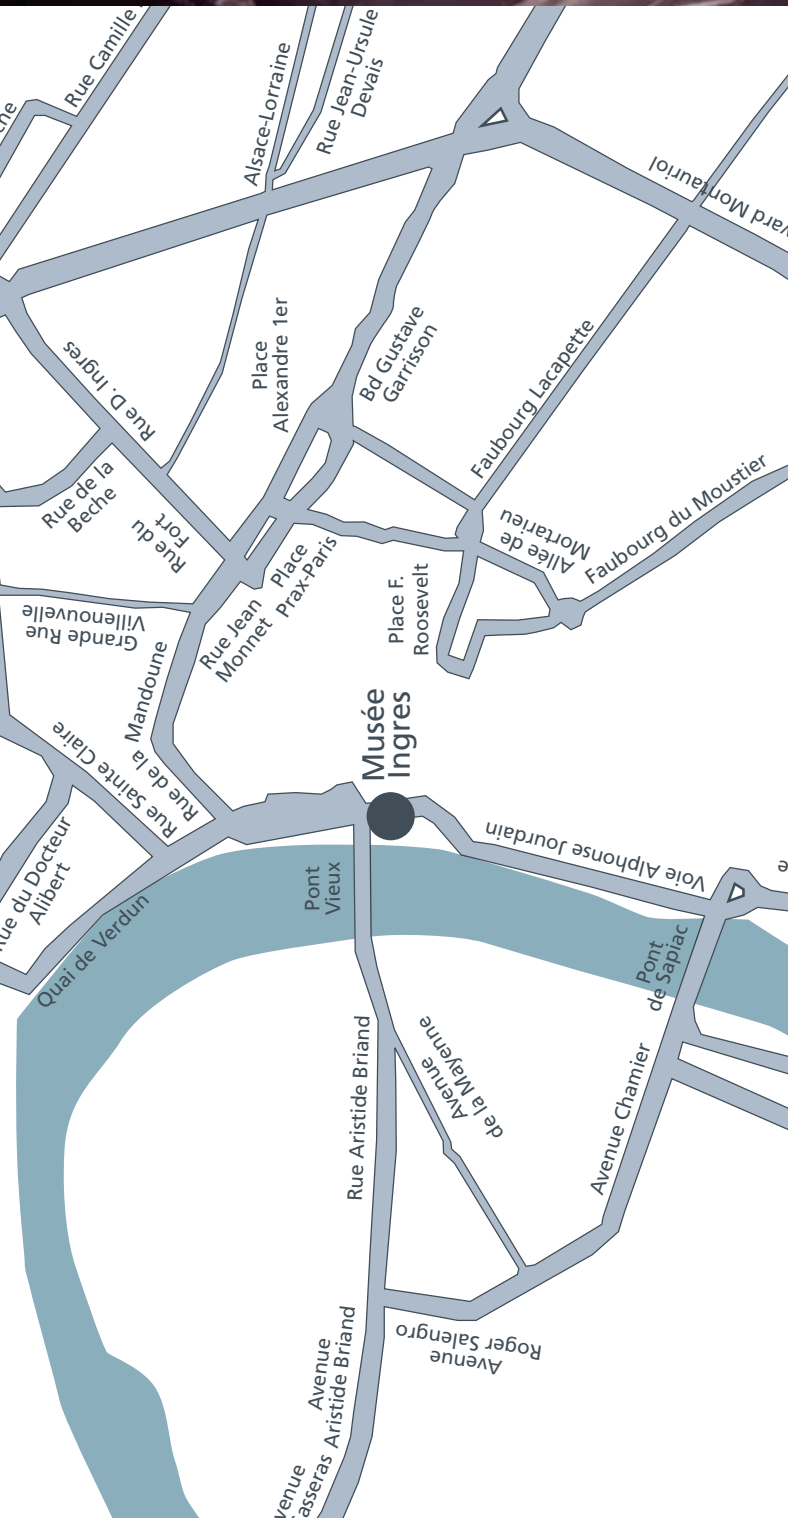 Rue Camille
Alsace-Lorraine
Rue Jean-Ursule
Devais
Montauriol
Rue D. Ingres
Place
Alexandre 1er
Bd Gustave
Garrisson
Faubourg Lacapette
Rue de la
Beche
Rue du
Fort
Allée de
Mortarieu
Faubourg du Moustier
Grande Rue
Villenouvelle
Rue Jean
Monnet
Place
Prax-Paris
Place F.
Roosevelt
Rue de la
Mandoune
Rue Sainte Claire
Musée
Ingres
Voie Alphonse Jourdain
Rue du Docteur
Alibert
Quai de Verdun
Pont
Vieux
Pont
de Sapiac
Rue Aristide Briand
Avenue
de la Mayenne
Avenue Chamier
Avenue
Roger Salengro
Avenue
Aristide Briand